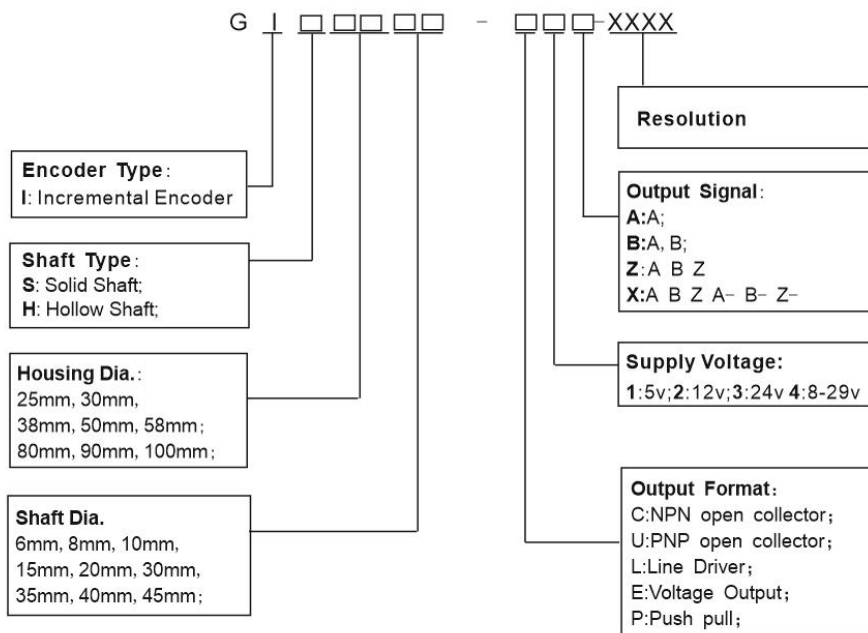 G I□□□□□ - □□□-XXXX
Encoder Type:
I: Incremental Encoder
Shaft Type:
S: Solid Shaft;
H: Hollow Shaft;
Housing Dia.:
25mm, 30mm,
38mm, 50mm, 58mm;
80mm, 90mm, 100mm;
Shaft Dia.
6mm, 8mm, 10mm,
15mm, 20mm, 30mm,
35mm, 40mm, 45mm;
Resolution
Output Signal:
A:A;
B:A, B;
Z:A B Z
X:A B Z A- B- Z-
Supply Voltage:
1:5v;2:12v;3:24v 4:8-29v
Output Format:
C:NPN open collector;
U:PNP open collector;
L:Line Driver;
E:Voltage Output;
P:Push pull;